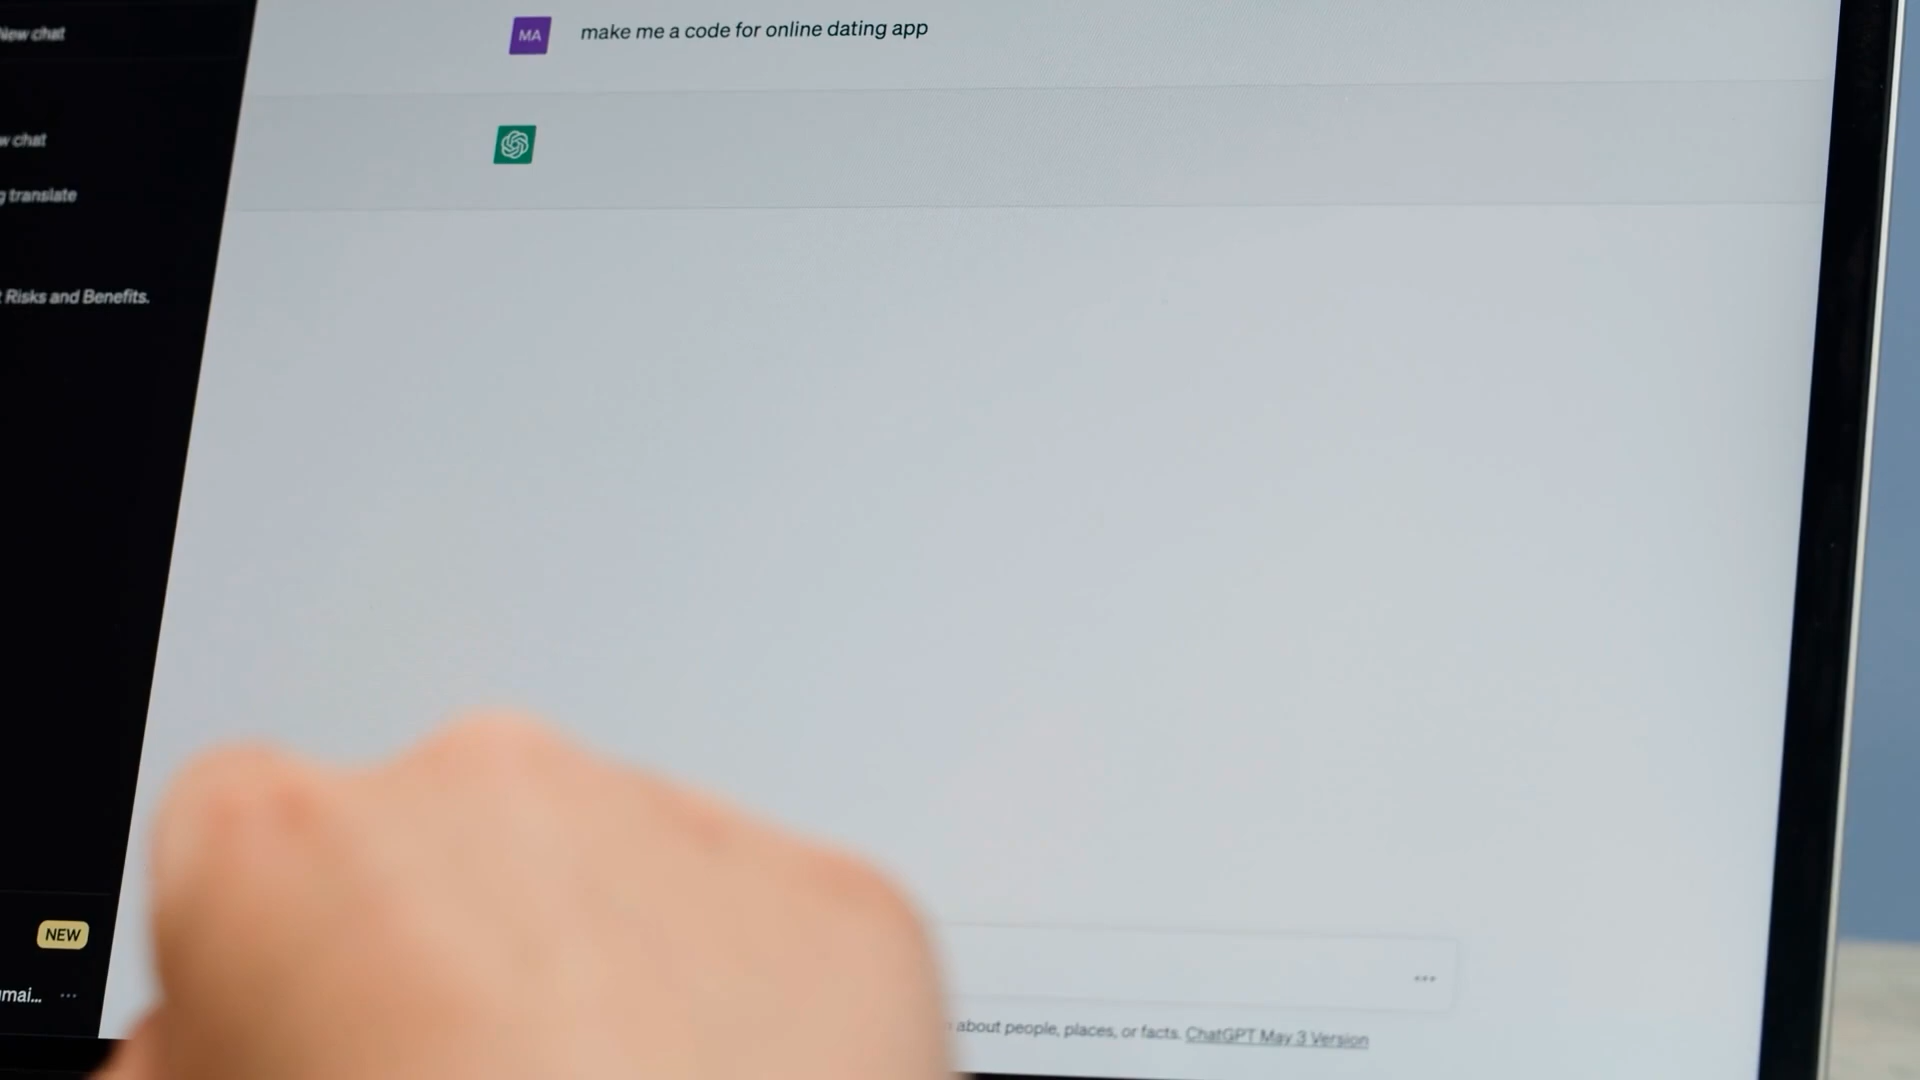 New chat
MA
make me a code for online dating app
chat
translate
Risks and Benefits.
NEW
...
about people, places, or facts. ChatGPT May 3 Version